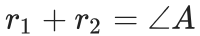 r₁ + r₂ = ∠A